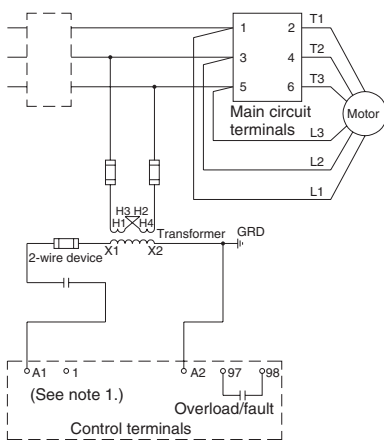 1 2 T1
3 4 T2
5 6 T3
Motor
Main circuit
terminals
L3
L2
L1
H3 H2
H1 H4
Transformer
GRD
X1 X2
2-wire device
A1 1 A2 97 98
(See note 1.)
Overload/fault
Control terminals